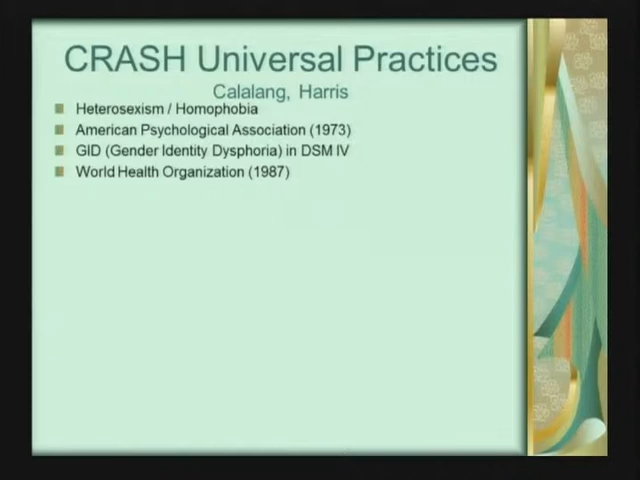 CRASH Universal Practices
Calalang, Harris
Heterosexism / Homophobia
American Psychological Association (1973)
GID (Gender Identity Dysphoria) in DSM IV
World Health Organization (1987)